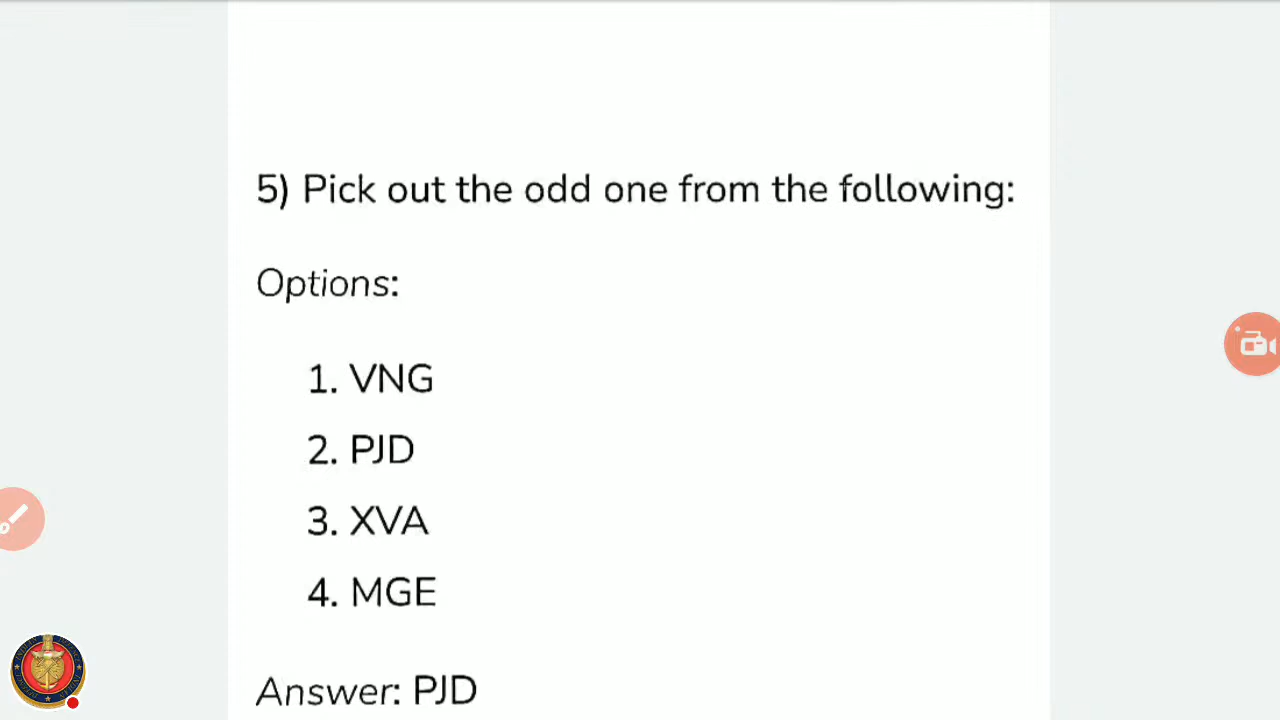 5) Pick out the odd one from the following:
Options:
1. VNG
2. PJD
3. XVA
4. MGE
Answer: PJD